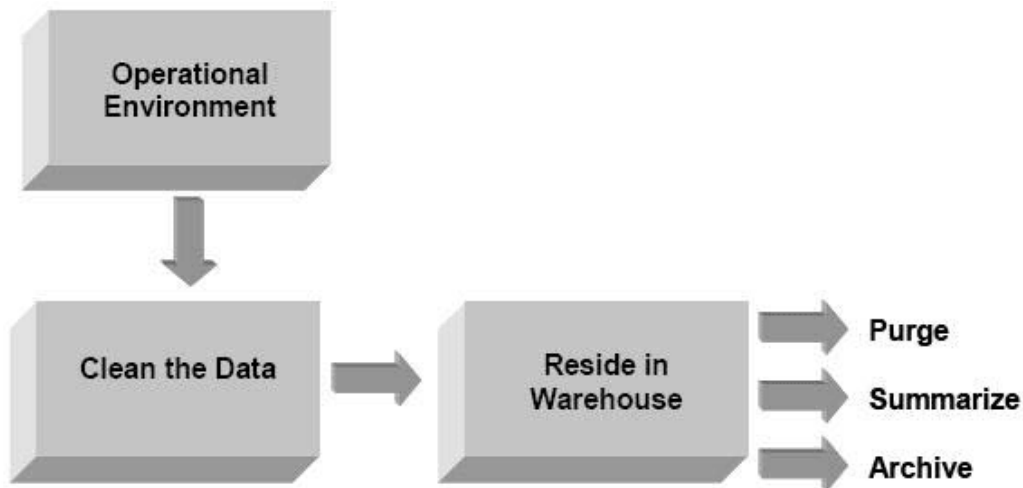 Operational
Environment
Clean the Data
Reside in
Warehouse
Purge
Summarize
Archive